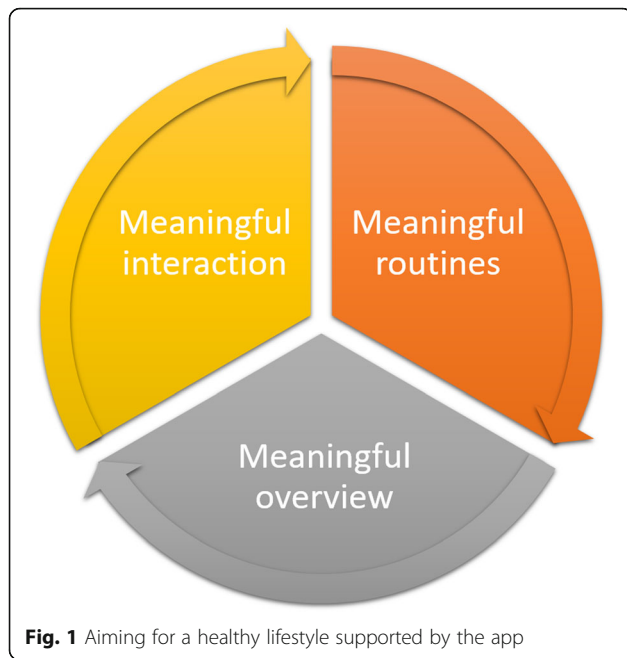 Meaningful
interaction
Meaningful
routines
Meaningful
overview
Fig. 1 Aiming for a healthy lifestyle supported by the app